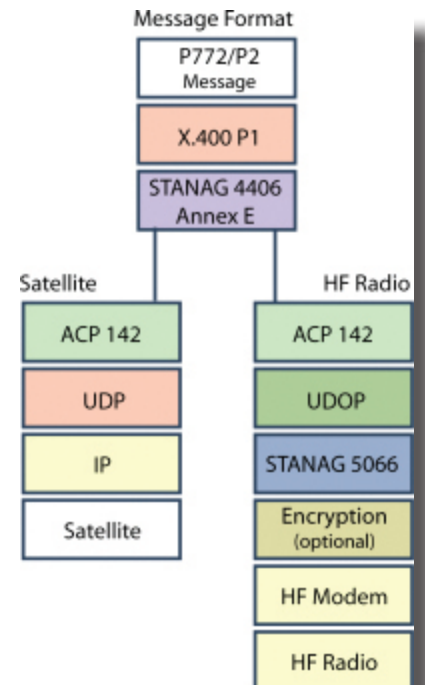 Message Format
P772/P2
Message
X.400 P1
STANAG 4406
Annex E
Satellite
ACP 142
UDP
IP
Satellite
HF Radio
ACP 142
UDOP
STANAG 5066
Encryption
(optional)
HF Modem
HF Radio